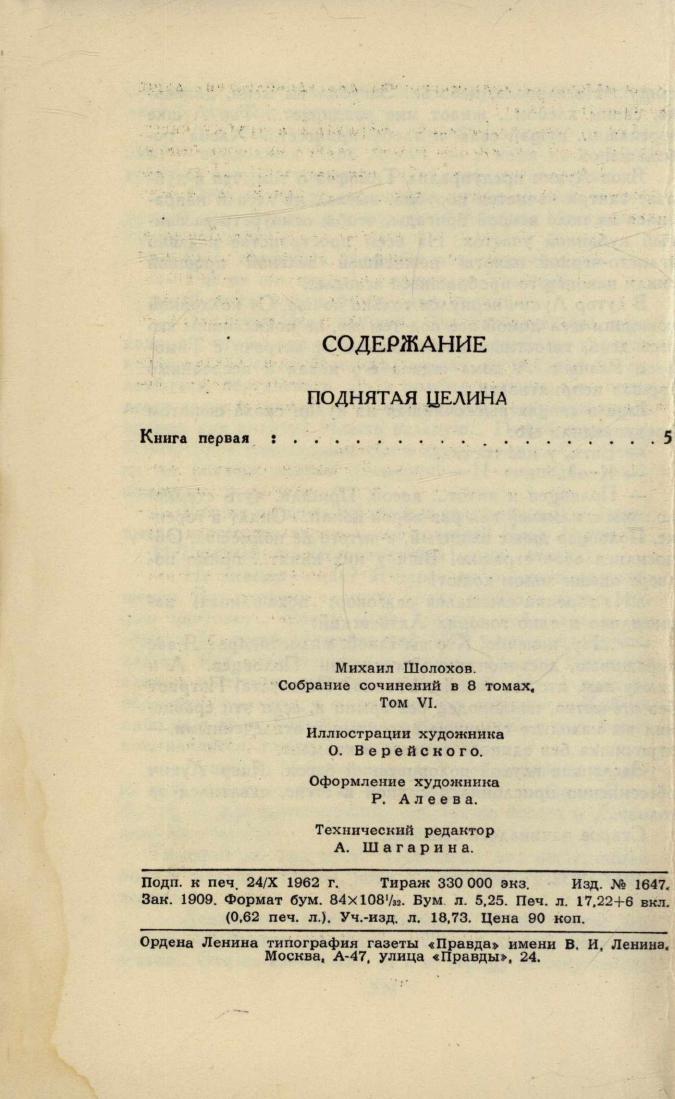 СОДЕРЖАНИЕ
ПОДНЯТАЯ ЦЕЛИНА
Книга первая : . . . . . . . . . . . . . . . . . . 5
Михаил Шолохов.
Собрание сочинений в 8 томах.
Том VI.
Иллюстрации художника
О. Верейского.
Оформление художника
Р. Алеева.
Технический редактор
А. Шагарина.
Подп. к печ. 24/X 1962 г. Тираж 330 000 экз. Изд. № 1647.
Зак. 1909. Формат бум. 84×108¹/₃₂. Бум. л. 5,25. Печ. л. 17,22+6 вкл.
(0,62 печ. л.). Уч.-изд. л. 18,73. Цена 90 коп.
Ордена Ленина типография газеты «Правда» имени В. И. Ленина.
Москва, А-47, улица «Правды», 24.